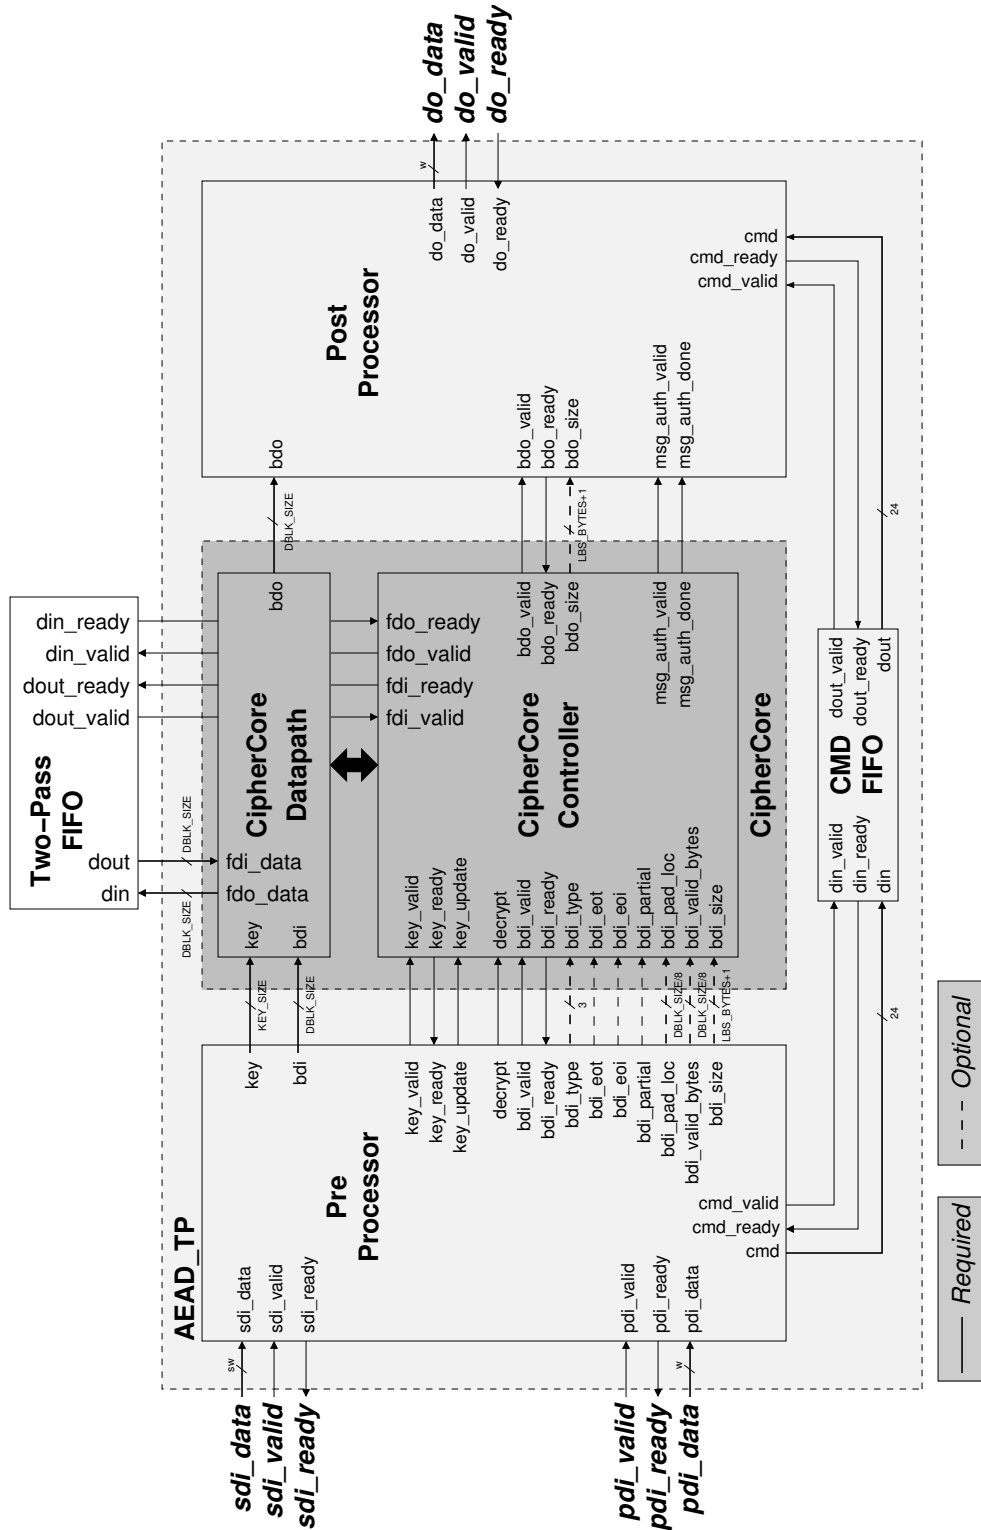 Two-Pass
FIFO
din
dout
dout_valid
dout_ready
din_valid
din_ready
DBLK_SIZE
DBLK_SIZE
AEAD_TP
sdi_data
sdi_valid
sdi_ready
sw
sdi_data
sdi_valid
sdi_ready
pdi_valid
pdi_ready
pdi_data
w
pdi_valid
pdi_ready
pdi_data
Pre
Processor
key
bdi
key_valid
key_ready
key_update
decrypt
bdi_valid
bdi_ready
bdi_type
bdi_eot
bdi_eoi
bdi_partial
bdi_pad_loc
bdi_valid_bytes
bdi_size
cmd_valid
cmd_ready
cmd
KEY_SIZE
DBLK_SIZE
3
DBLK_SIZE/8
DBLK_SIZE/8
LBS_BYTES+1
fdo_data
fdi_data
key
bdi
CipherCore
Datapath
bdo
key_valid
key_ready
key_update
decrypt
bdi_valid
bdi_ready
bdi_type
bdi_eot
bdi_eoi
bdi_partial
bdi_pad_loc
bdi_valid_bytes
bdi_size
CipherCore
Controller
fdi_valid
fdi_ready
fdo_valid
fdo_ready
bdo_valid
bdo_ready
bdo_size
msg_auth_valid
msg_auth_done
CipherCore
DBLK_SIZE
LBS_BYTES+1
bdo
bdo_valid
bdo_ready
bdo_size
msg_auth_valid
msg_auth_done
Post
Processor
cmd_valid
cmd_ready
cmd
do_data
do_valid
do_ready
w
do_data
do_valid
do_ready
24
din_valid
din_ready
din
CMD
FIFO
dout_valid
dout_ready
dout
24
Required
Optional